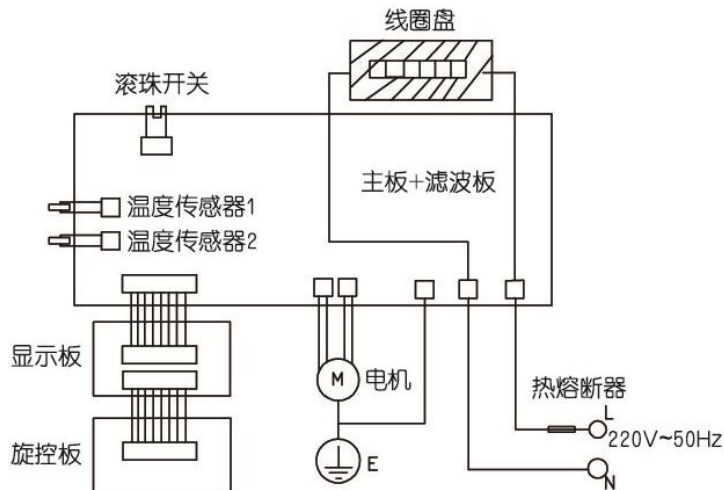 线圈盘
滚珠开关
主板+滤波板
温度传感器1
温度传感器2
显示板
M 电机
热熔断器
L
220V~50Hz
旋控板
E
N